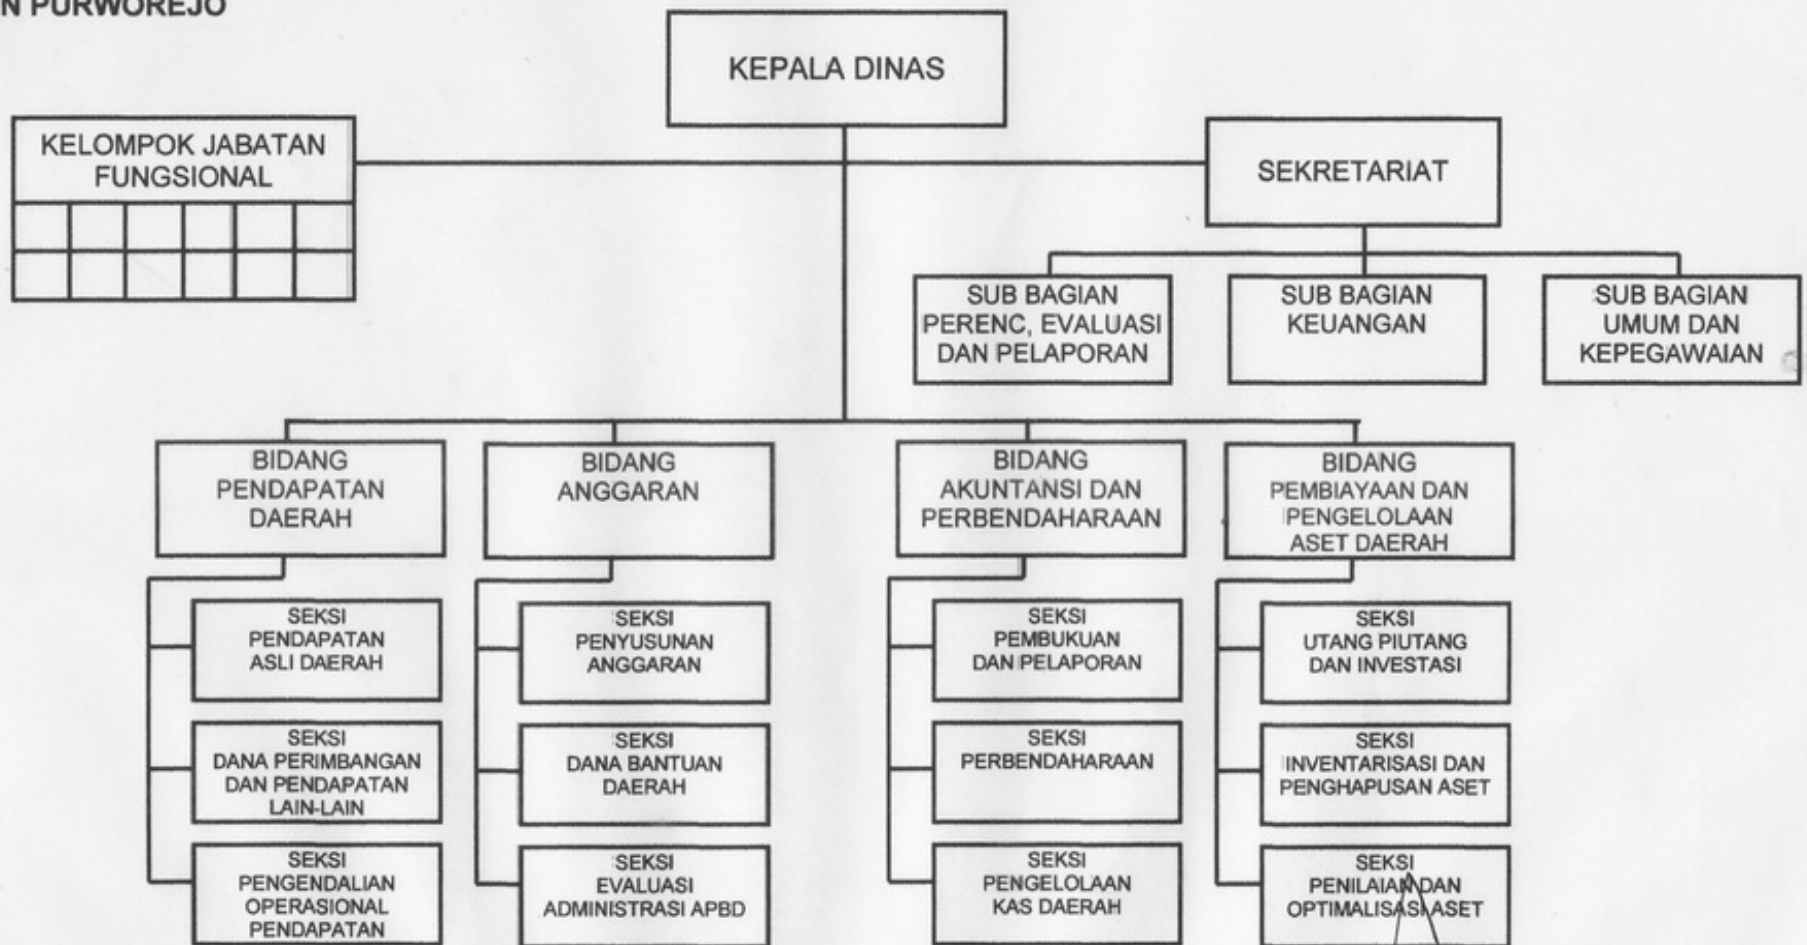 N PURWOREJO
KEPALA DINAS
KELOMPOK JABATAN
FUNGSIONAL
SEKRETARIAT
SUB BAGIAN
PERENC, EVALUASI
DAN PELAPORAN
SUB BAGIAN
KEUANGAN
SUB BAGIAN
UMUM DAN
KEPEGAWAIAN
BIDANG
PENDAPATAN
DAERAH
BIDANG
ANGGARAN
BIDANG
AKUNTANSI DAN
PERBENDAHARAAN
BIDANG
PEMBIAYAAN DAN
PENGELOLAAN
ASET DAERAH
SEKSI
PENDAPATAN
ASLI DAERAH
SEKSI
PENYUSUNAN
ANGGARAN
SEKSI
PEMBUKUAN
DAN PELAPORAN
SEKSI
UTANG PIUTANG
DAN INVESTASI
SEKSI
DANA PERIMBANGAN
DAN PENDAPATAN
LAIN-LAIN
SEKSI
DANA BANTUAN
DAERAH
SEKSI
PERBENDAHARAAN
SEKSI
INVENTARISASI DAN
PENGHAPUSAN ASET
SEKSI
PENGENDALIAN
OPERASIONAL
PENDAPATAN
SEKSI
EVALUASI
ADMINISTRASI APBD
SEKSI
PENGELOLAAN
KAS DAERAH
SEKSI
PENILAIAN DAN
OPTIMALISASI ASET